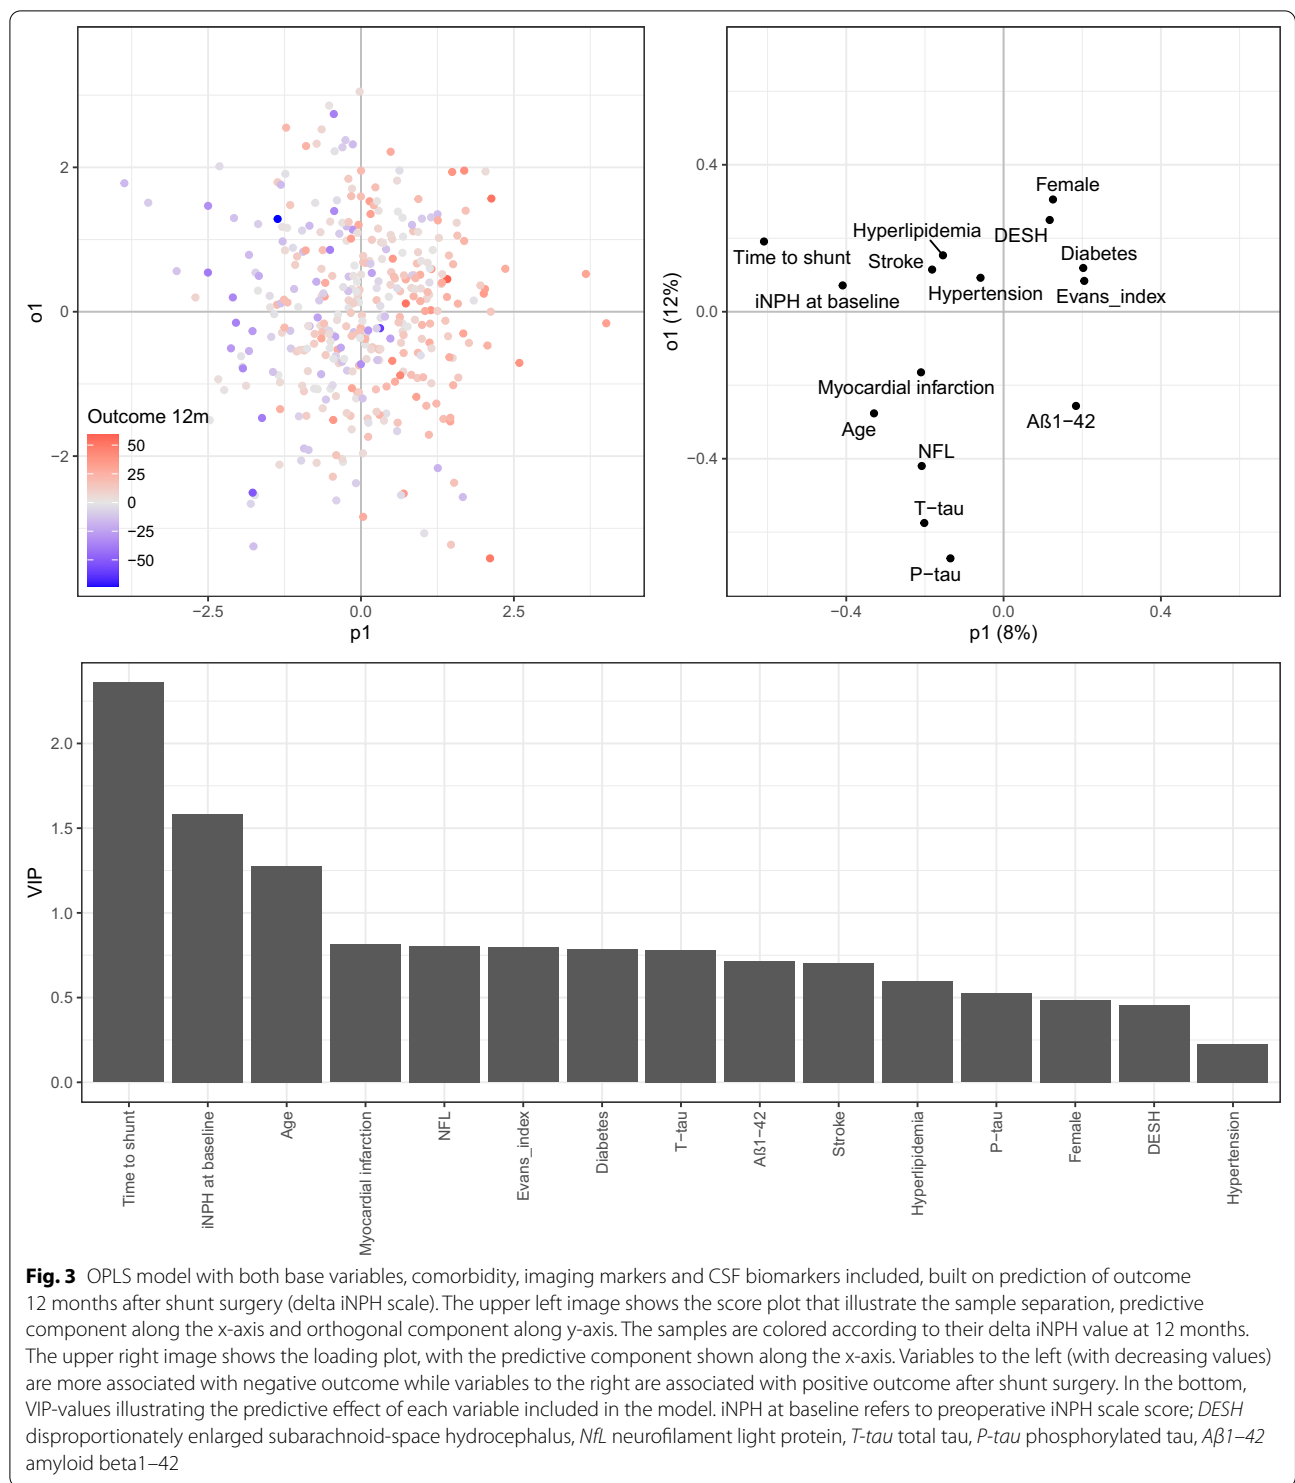 o1
2
0
−2
Outcome 12m
50
25
0
−25
−50
−2.5
0.0
2.5
p1
o1 (12%)
0.4
0.0
−0.4
Female
DESH
Hyperlipidemia
Time to shunt
Stroke
Diabetes
iNPH at baseline
Hypertension
Evans_index
Myocardial infarction
Age
Aß1−42
NFL
T−tau
P−tau
−0.4
0.0
0.4
p1 (8%)
VIP
2.0
1.5
1.0
0.5
0.0
Time to shunt
iNPH at baseline
Age
Myocardial infarction
NFL
Evans_index
Diabetes
T−tau
Aß1−42
Stroke
Hyperlipidemia
P−tau
Female
DESH
Hypertension
Fig. 3 OPLS model with both base variables, comorbidity, imaging markers and CSF biomarkers included, built on prediction of outcome
12 months after shunt surgery (delta iNPH scale). The upper left image shows the score plot that illustrate the sample separation, predictive
component along the x-axis and orthogonal component along y-axis. The samples are colored according to their delta iNPH value at 12 months.
The upper right image shows the loading plot, with the predictive component shown along the x-axis. Variables to the left (with decreasing values)
are more associated with negative outcome while variables to the right are associated with positive outcome after shunt surgery. In the bottom,
VIP-values illustrating the predictive effect of each variable included in the model. iNPH at baseline refers to preoperative iNPH scale score; DESH
disproportionately enlarged subarachnoid-space hydrocephalus, NfL neurofilament light protein, T-tau total tau, P-tau phosphorylated tau, Aβ1–42
amyloid beta1–42